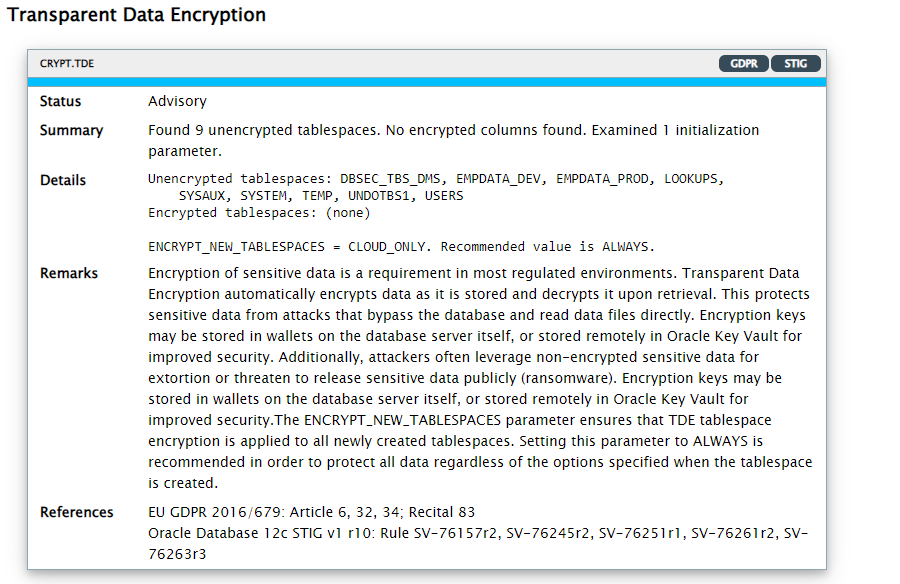 Transparent Data Encryption
CRYPT.TDE GDPR STIG
Status Advisory
Summary Found 9 unencrypted tablespaces. No encrypted columns found. Examined 1 initialization
parameter.
Details Unencrypted tablespaces: DBSEC_TBS_DMS, EMPDATA_DEV, EMPDATA_PROD, LOOKUPS,
SYSAUX, SYSTEM, TEMP, UNDOTBS1, USERS
Encrypted tablespaces: (none)
ENCRYPT_NEW_TABLESPACES = CLOUD_ONLY. Recommended value is ALWAYS.
Remarks Encryption of sensitive data is a requirement in most regulated environments. Transparent Data
Encryption automatically encrypts data as it is stored and decrypts it upon retrieval. This protects
sensitive data from attacks that bypass the database and read data files directly. Encryption keys
may be stored in wallets on the database server itself, or stored remotely in Oracle Key Vault for
improved security. Additionally, attackers often leverage non-encrypted sensitive data for
extortion or threaten to release sensitive data publicly (ransomware). Encryption keys may be
stored in wallets on the database server itself, or stored remotely in Oracle Key Vault for
improved security.The ENCRYPT_NEW_TABLESPACES parameter ensures that TDE tablespace
encryption is applied to all newly created tablespaces. Setting this parameter to ALWAYS is
recommended in order to protect all data regardless of the options specified when the tablespace
is created.
References EU GDPR 2016/679: Article 6, 32, 34; Recital 83
Oracle Database 12c STIG v1 r10: Rule SV-76157r2, SV-76245r2, SV-76251r1, SV-76261r2, SV-
76263r3